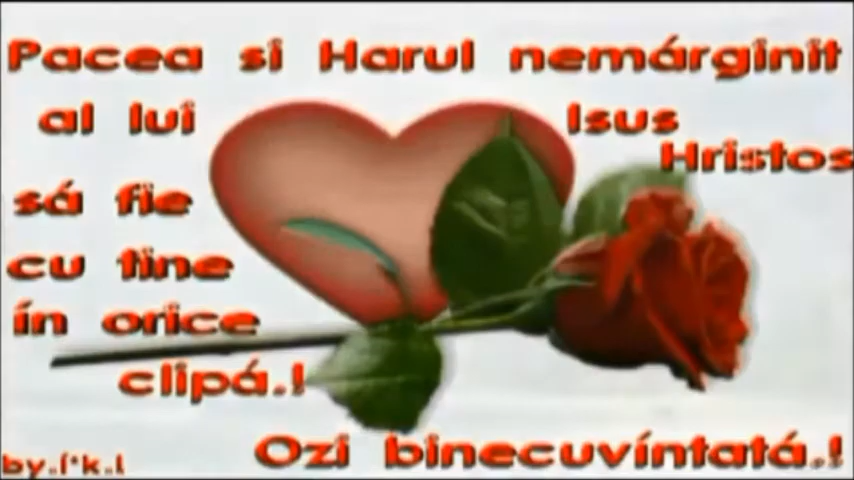 Pacea si Harul nemárginit
al lui Isus
Hristos
sá fie
cu tine
ín orice
clipá.!
Ozi binecuvíntatá.!
by.í*k.l